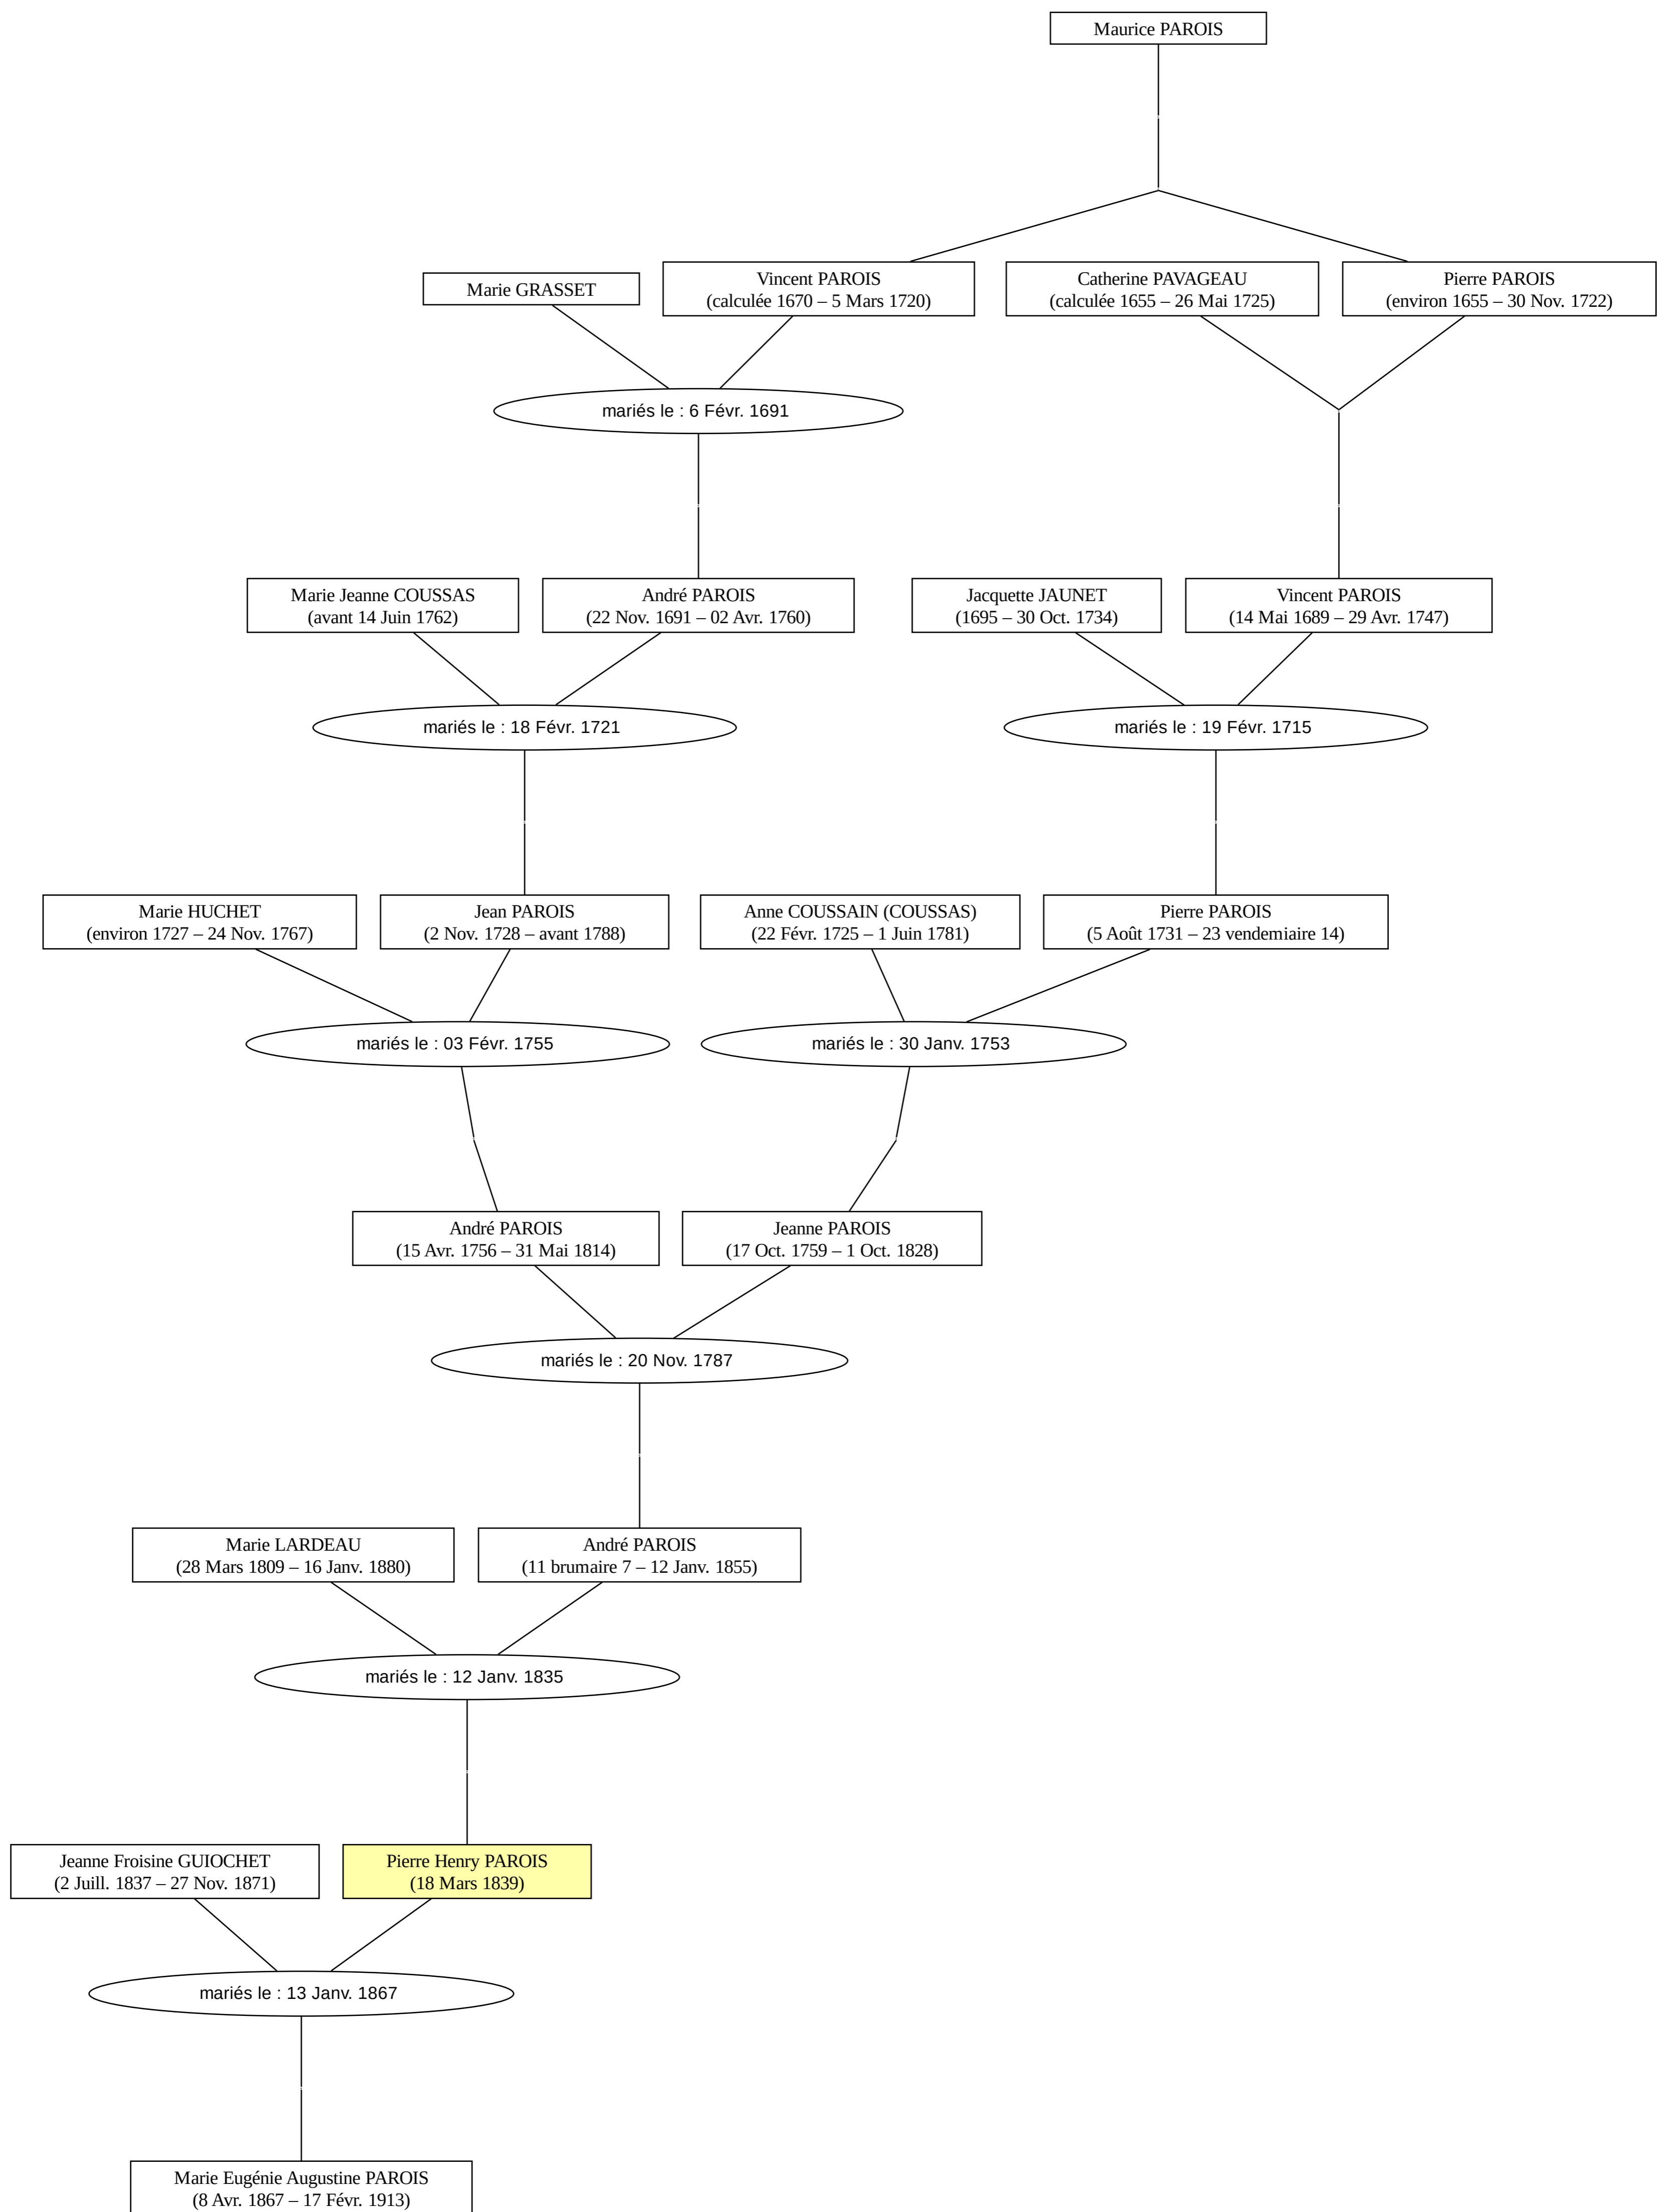 Maurice PAROIS
Marie GRASSET
Vincent PAROIS
(calculée 1670 – 5 Mars 1720)
Catherine PAVAGEAU
(calculée 1655 – 26 Mai 1725)
Pierre PAROIS
(environ 1655 – 30 Nov. 1722)
mariés le : 6 Févr. 1691
Marie Jeanne COUSSAS
(avant 14 Juin 1762)
André PAROIS
(22 Nov. 1691 – 02 Avr. 1760)
Jacquette JAUNET
(1695 – 30 Oct. 1734)
Vincent PAROIS
(14 Mai 1689 – 29 Avr. 1747)
mariés le : 18 Févr. 1721
mariés le : 19 Févr. 1715
Marie HUCHET
(environ 1727 – 24 Nov. 1767)
Jean PAROIS
(2 Nov. 1728 – avant 1788)
Anne COUSSAIN (COUSSAS)
(22 Févr. 1725 – 1 Juin 1781)
Pierre PAROIS
(5 Août 1731 – 23 vendemiaire 14)
mariés le : 03 Févr. 1755
mariés le : 30 Janv. 1753
André PAROIS
(15 Avr. 1756 – 31 Mai 1814)
Jeanne PAROIS
(17 Oct. 1759 – 1 Oct. 1828)
mariés le : 20 Nov. 1787
Marie LARDEAU
(28 Mars 1809 – 16 Janv. 1880)
André PAROIS
(11 brumaire 7 – 12 Janv. 1855)
mariés le : 12 Janv. 1835
Jeanne Froisine GUIOCHET
(2 Juill. 1837 – 27 Nov. 1871)
Pierre Henry PAROIS
(18 Mars 1839)
mariés le : 13 Janv. 1867
Marie Eugénie Augustine PAROIS
(8 Avr. 1867 – 17 Févr. 1913)